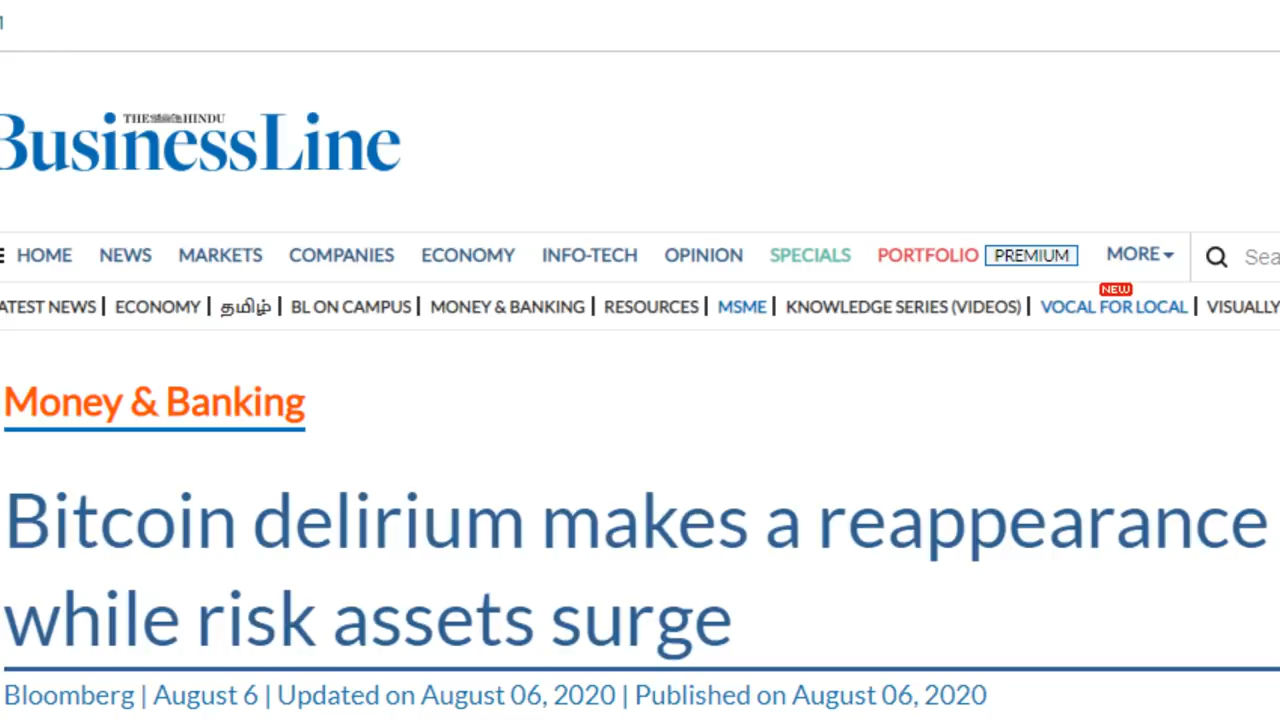 THE HINDU
BusinessLine
HOME NEWS MARKETS COMPANIES ECONOMY INFO-TECH OPINION SPECIALS PORTFOLIO PREMIUM MORE
NEW
ATEST NEWS | ECONOMY | தமிழ் | BL ON CAMPUS | MONEY & BANKING | RESOURCES | MSME | KNOWLEDGE SERIES (VIDEOS) | VOCAL FOR LOCAL | VISUALLY
Money & Banking
Bitcoin delirium makes a reappearance
while risk assets surge
Bloomberg | August 6 | Updated on August 06, 2020 | Published on August 06, 2020